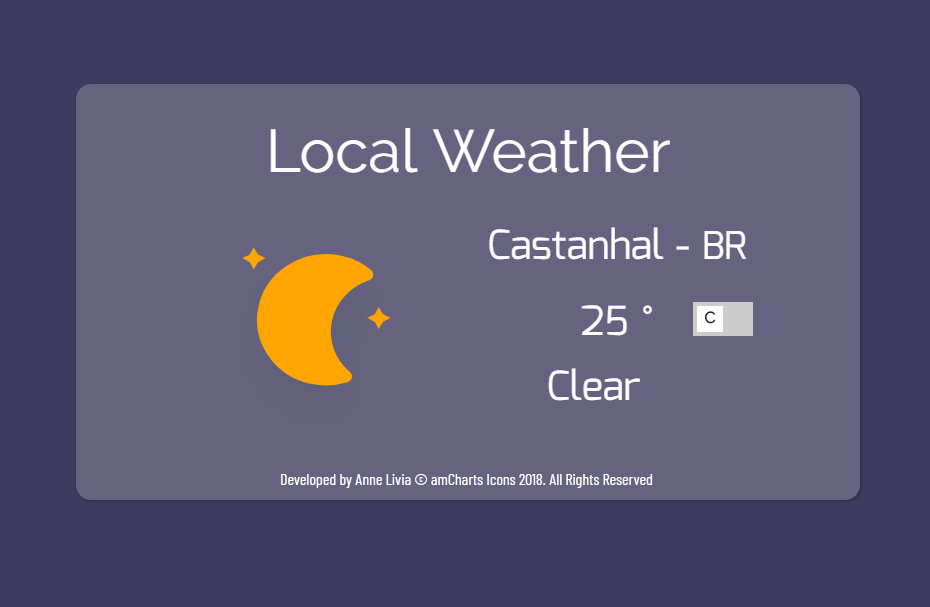 Local Weather
Castanhal - BR
25 ° C
Clear
Developed by Anne Livia © amCharts Icons 2018. All Rights Reserved